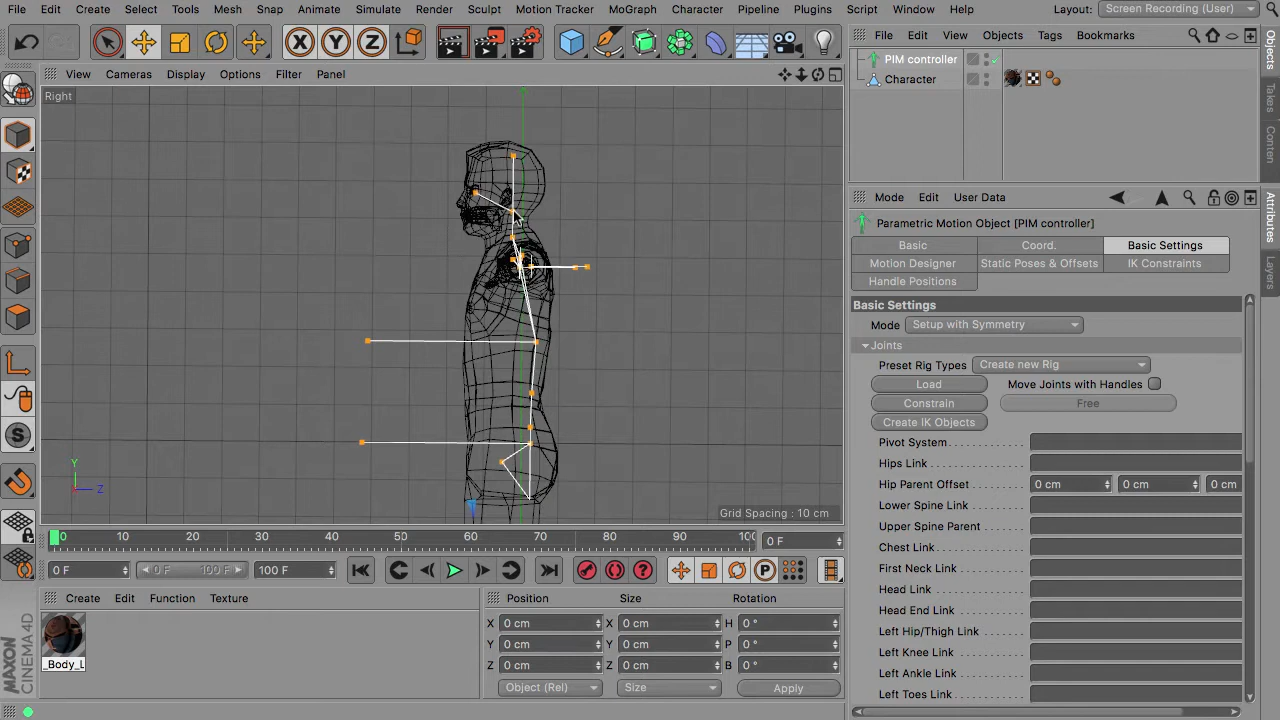 File Edit Create Select Tools Mesh Snap Animate Simulate Render Sculpt Motion Tracker MoGraph Character Pipeline Plugins Script Window Help Layout: Screen Recording (User)
View Cameras Display Options Filter Panel
Right
Y
Z
Grid Spacing : 10 cm
0 10 20 30 40 50 60 70 80 90 100 0 F
0 F 0 F 100 F 100 F
Create Edit Function Texture
_Body_L
MAXON CINEMA 4D
Position Size Rotation
X 0 cm X 0 cm H 0 °
Y 0 cm Y 0 cm P 0 °
Z 0 cm Z 0 cm B 0 °
Object (Rel) Size Apply
File Edit View Objects Tags Bookmarks
PIM controller
Character
Mode Edit User Data
Parametric Motion Object [PIM controller]
Basic Coord. Basic Settings
Motion Designer Static Poses & Offsets IK Constraints
Handle Positions
Basic Settings
Mode Setup with Symmetry
Joints
Preset Rig Types Create new Rig
Load Move Joints with Handles
Constrain Free
Create IK Objects
Pivot System
Hips Link
Hip Parent Offset 0 cm 0 cm 0 cm
Lower Spine Link
Upper Spine Parent
Chest Link
First Neck Link
Head Link
Head End Link
Left Hip/Thigh Link
Left Knee Link
Left Ankle Link
Left Toes Link
Objects
Takes
Conten
Attributes
Layers